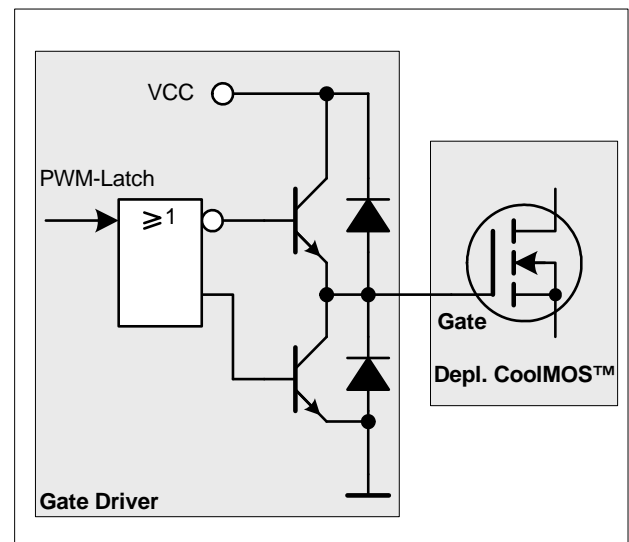 VCC
PWM-Latch
≥1
Gate
Depl. CoolMOS™
Gate Driver